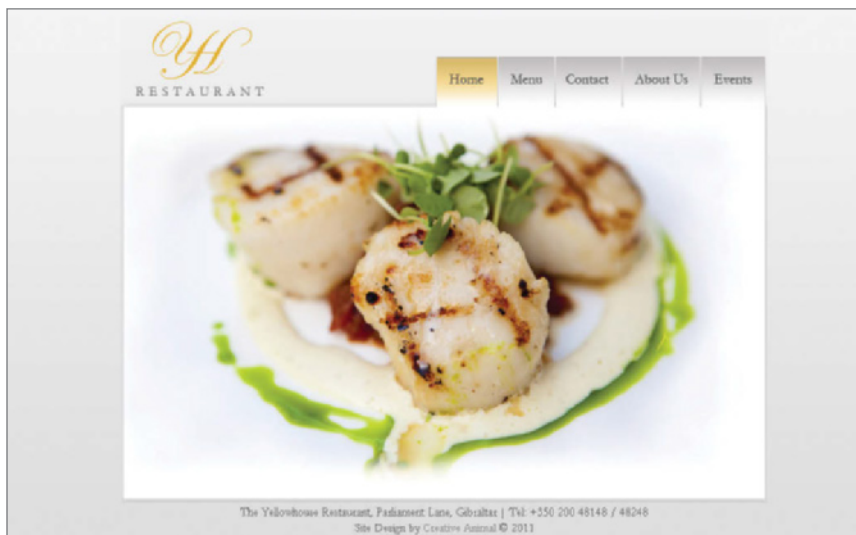 YH
RESTAURANT
Home Menu Contact About Us Events
The Yellowhouse Restaurant, Parliament Lane, Gibraltar | Tel: +350 200 48148 / 48248
Site Design by Creative Animal © 2011